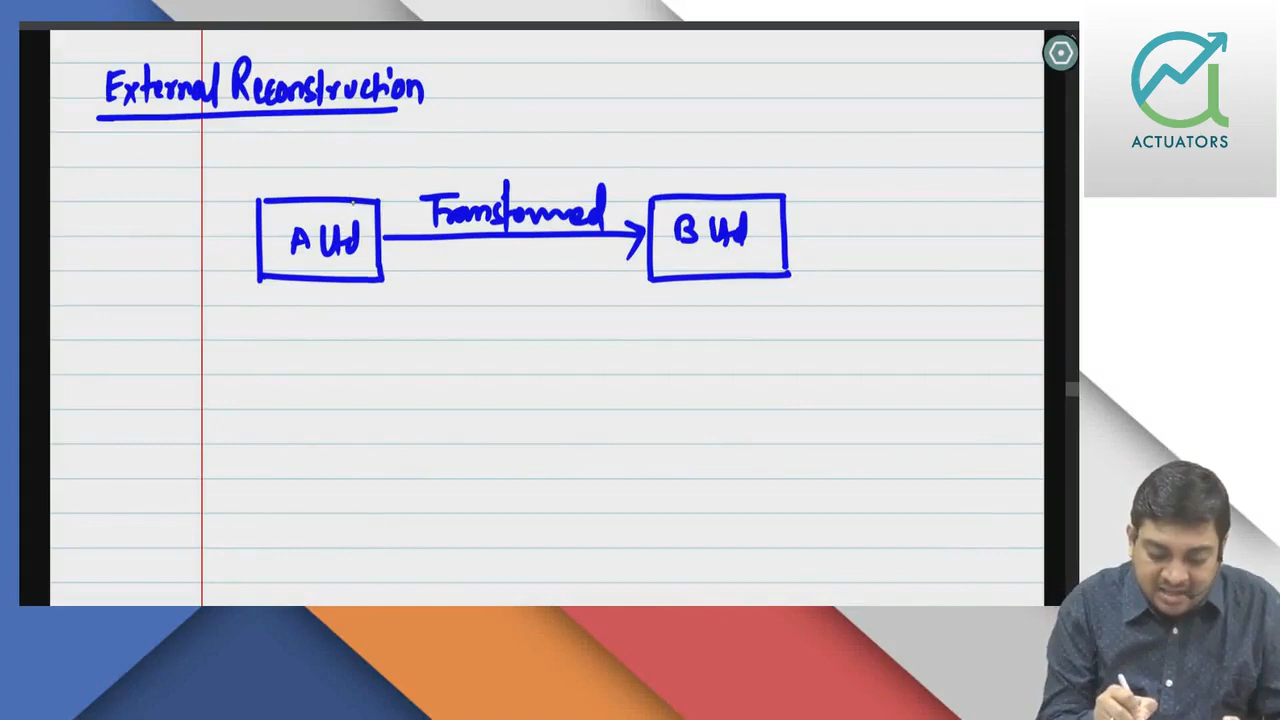 External Reconstruction
A Ltd
Transformed
B Ltd
ACTUATORS